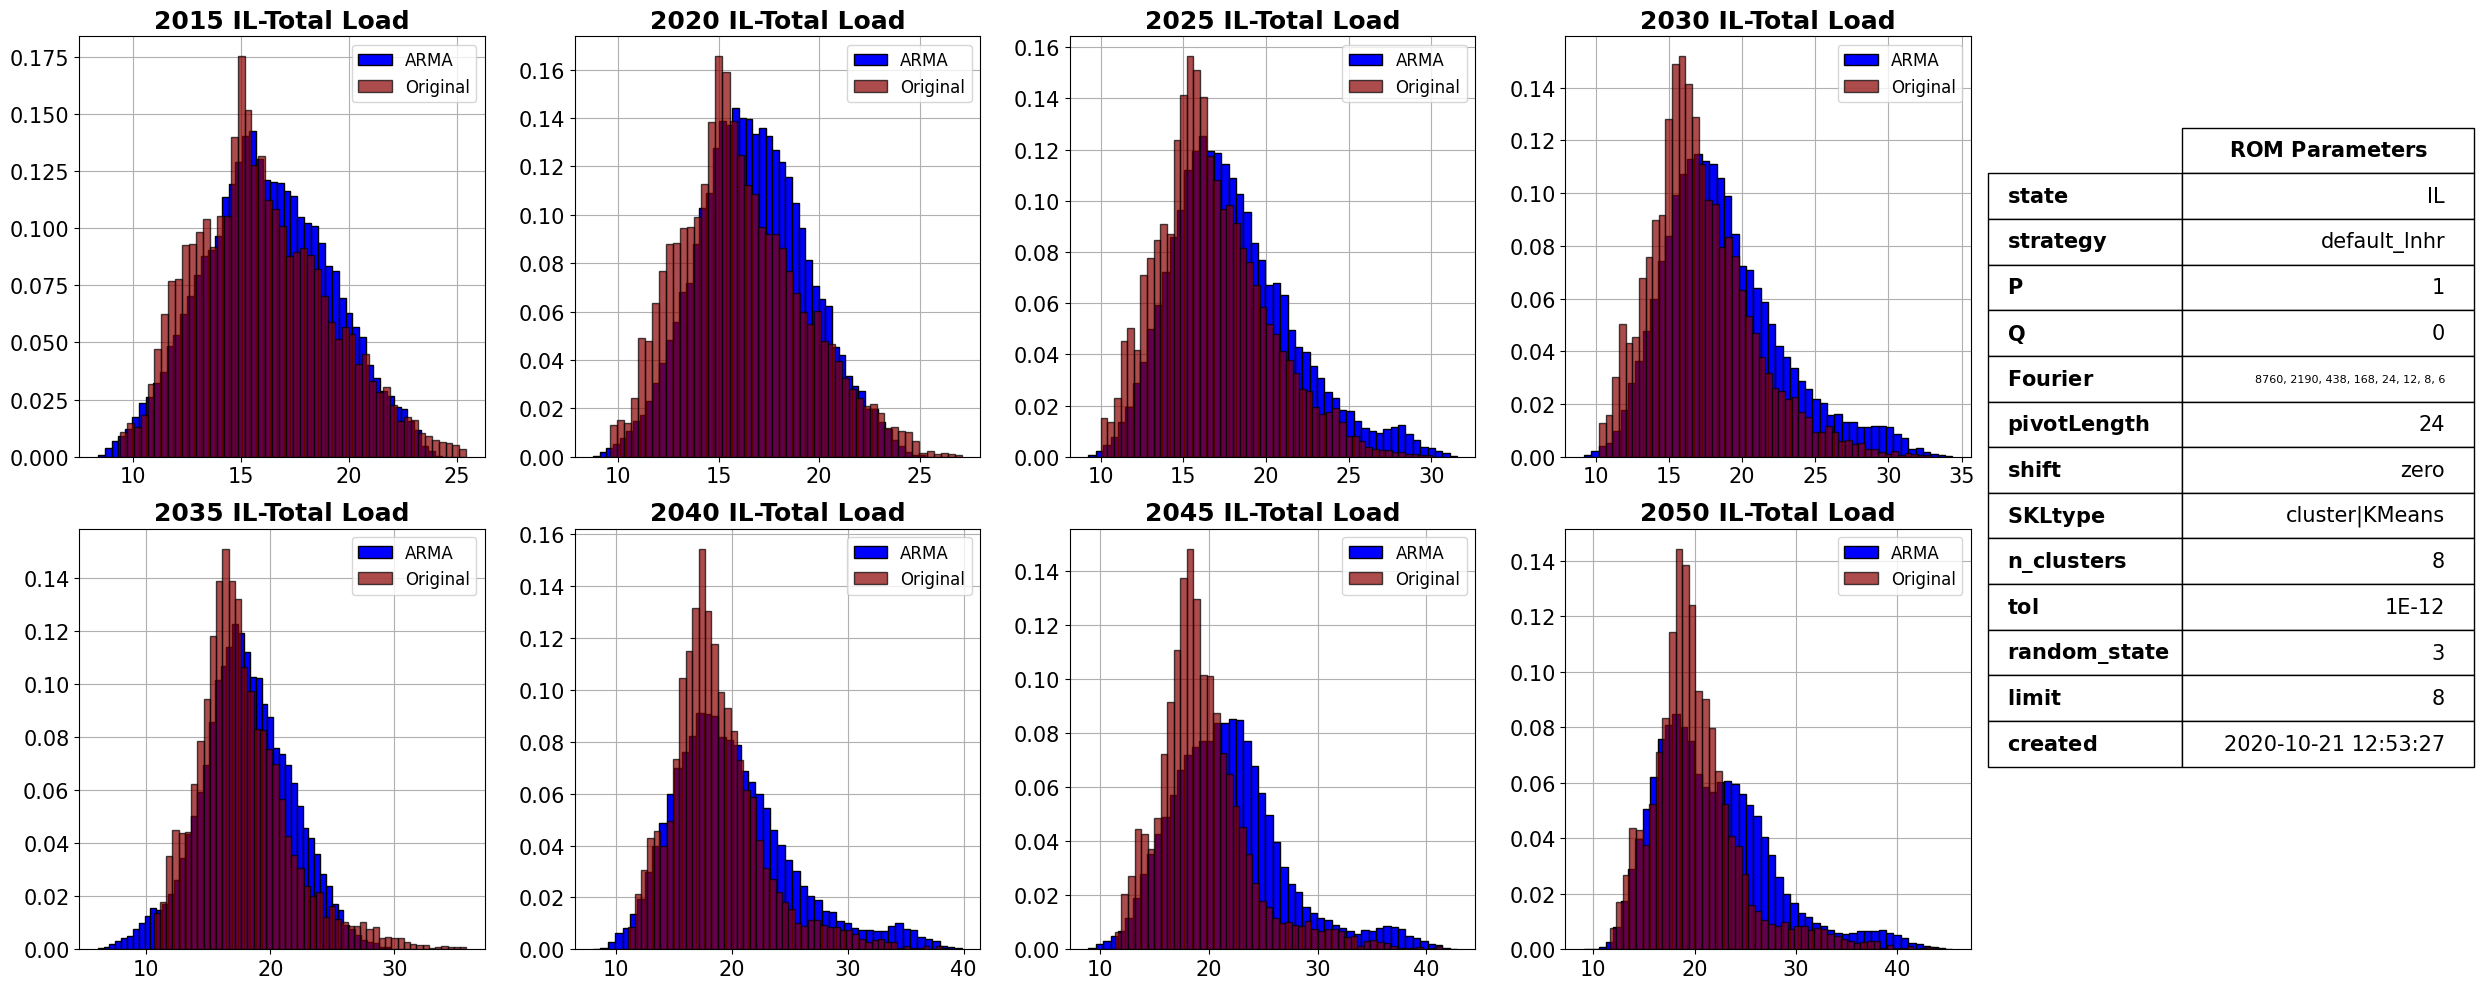 2015 IL-Total Load
0.175
0.150
0.125
0.100
0.075
0.050
0.025
0.000
10 15 20 25
ARMA
Original
2020 IL-Total Load
0.16
0.14
0.12
0.10
0.08
0.06
0.04
0.02
0.00
10 15 20 25
ARMA
Original
2025 IL-Total Load
0.16
0.14
0.12
0.10
0.08
0.06
0.04
0.02
0.00
10 15 20 25 30
ARMA
Original
2030 IL-Total Load
0.14
0.12
0.10
0.08
0.06
0.04
0.02
0.00
10 15 20 25 30 35
ARMA
Original
2035 IL-Total Load
0.14
0.12
0.10
0.08
0.06
0.04
0.02
0.00
10 20 30
ARMA
Original
2040 IL-Total Load
0.16
0.14
0.12
0.10
0.08
0.06
0.04
0.02
0.00
10 20 30 40
ARMA
Original
2045 IL-Total Load
0.14
0.12
0.10
0.08
0.06
0.04
0.02
0.00
10 20 30 40
ARMA
Original
2050 IL-Total Load
0.14
0.12
0.10
0.08
0.06
0.04
0.02
0.00
10 20 30 40
ARMA
Original
ROM Parameters
state IL
strategy default_lnhr
P 1
Q 0
Fourier 8760, 2190, 438, 168, 24, 12, 8, 6
pivotLength 24
shift zero
SKLtype cluster|KMeans
n_clusters 8
tol 1E-12
random_state 3
limit 8
created 2020-10-21 12:53:27